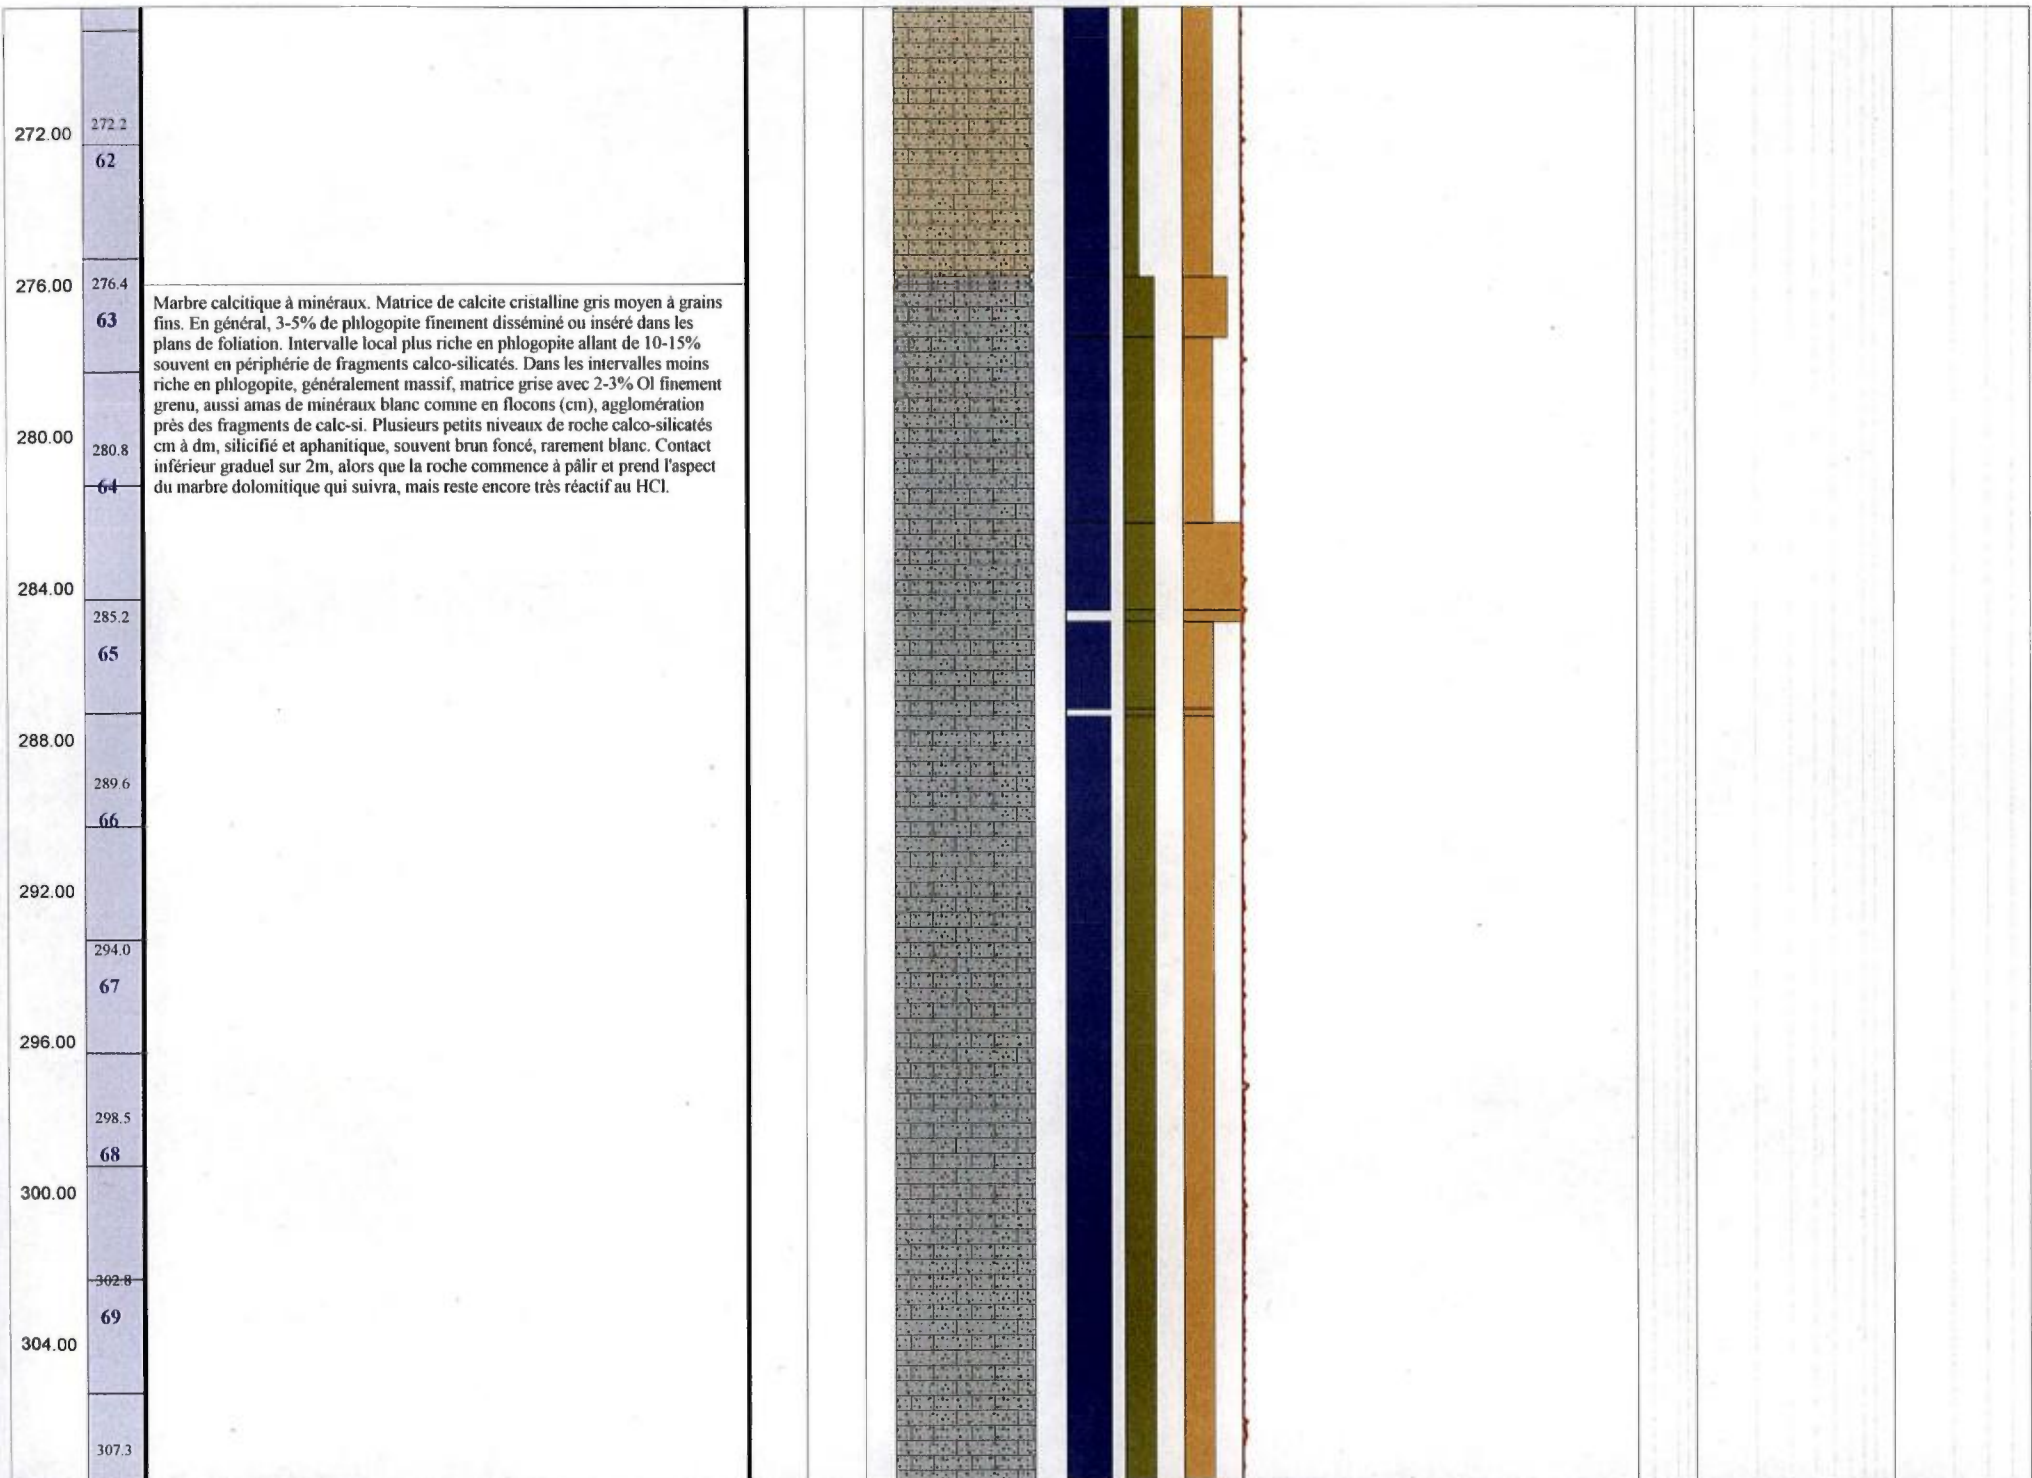 272.00
272.2
62
276.00
276.4
Marbre calcitique à minéraux. Matrice de calcite cristalline gris moyen à grains
fins. En général, 3-5% de phlogopite finement disséminé ou inséré dans les
plans de foliation. Intervalle local plus riche en phlogopite allant de 10-15%
souvent en périphérie de fragments calco-silicatés. Dans les intervalles moins
riche en phlogopite, généralement massif, matrice grise avec 2-3% Ol finement
grenu, aussi amas de minéraux blanc comme en flocons (cm), agglomération
près des fragments de calc-si. Plusieurs petits niveaux de roche calco-silicatés
cm à dm, silicifié et aphanitique, souvent brun foncé, rarement blanc. Contact
inférieur graduel sur 2m, alors que la roche commence à pâlir et prend l'aspect
du marbre dolomitique qui suivra, mais reste encore très réactif au HCl.
63
280.00
280.8
64
284.00
285.2
65
288.00
289.6
66
292.00
294.0
67
296.00
298.5
68
300.00
302.8
69
304.00
307.3